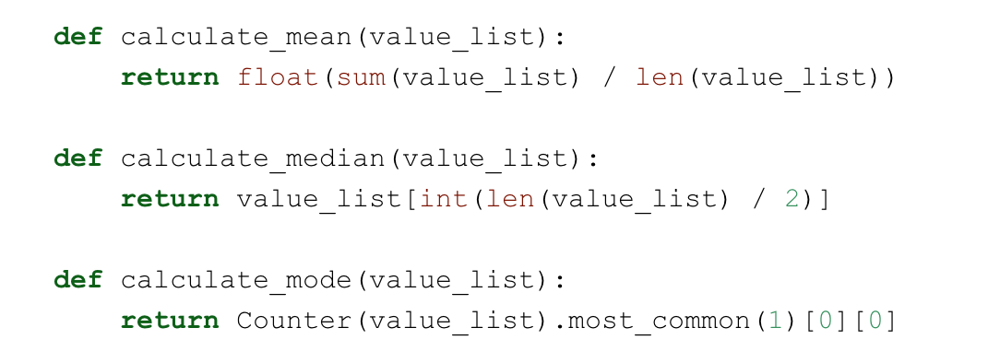 def calculate_mean(value_list):
    return float(sum(value_list) / len(value_list))
def calculate_median(value_list):
    return value_list[int(len(value_list) / 2)]
def calculate_mode(value_list):
    return Counter(value_list).most_common(1)[0][0]